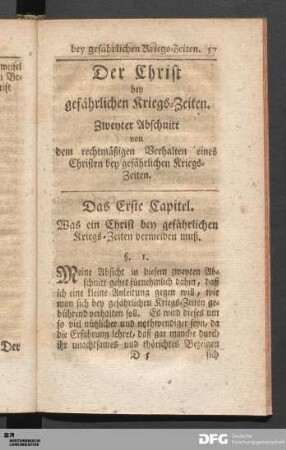 bey gefährlichen Kriegs-Zeiten. 57
Der Christ
bey
gefährlichen Kriegs-Zeiten.
Zweyter Abschnitt
von
dem rechtmäßigen Verhalten eines
Christen bey gefährlichen Kriegs-
Zeiten.
Das Erste Capitel.
Was ein Christ bey gefährlichen
Kriegs-Zeiten vermeiden muß.
§. 1.
Meine Absicht in diesem zweyten Ab-
schnitt gehet fürnehmlich dahin, daß
ich eine kleine Anleitung geben will, wie
man sich bey gefährlichen Kriegs-Zeiten ge-
bührend verhalten soll. Es wird dieses um
so viel nützlicher und nothwendiger seyn, da
die Erfahrung lehret, daß gar manche durch
ihr unachtsames und thörichtes Bezeigen
D 5 sich
Der
DFG Deutsche
Forschungsgemeinschaft